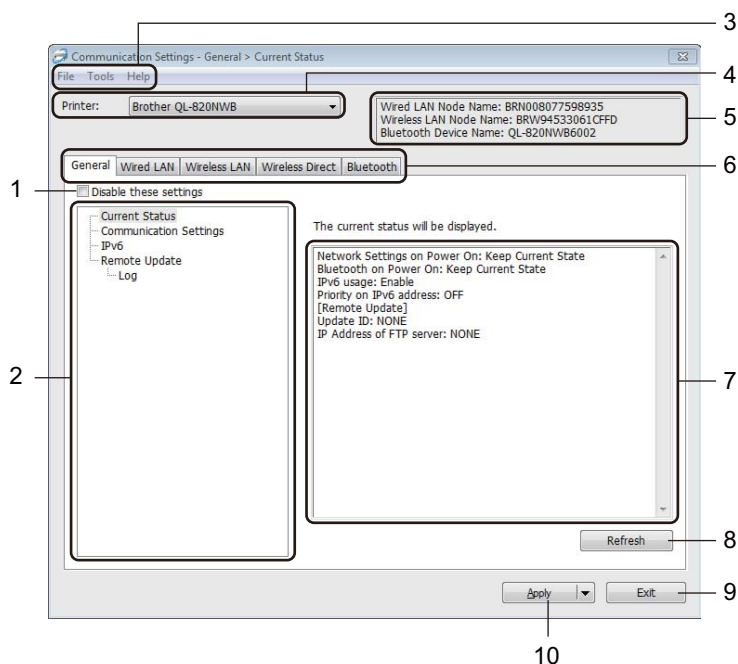 3
Communication Settings - General > Current Status
File Tools Help
4
Printer: Brother QL-820NWB
Wired LAN Node Name: BRN008077598935
Wireless LAN Node Name: BRW94533061CFFD
Bluetooth Device Name: QL-820NWB6002
5
General Wired LAN Wireless LAN Wireless Direct Bluetooth
6
1
Disable these settings
Current Status
Communication Settings
IPv6
Remote Update
Log
The current status will be displayed.
Network Settings on Power On: Keep Current State
Bluetooth on Power On: Keep Current State
IPv6 usage: Enable
Priority on IPv6 address: OFF
[Remote Update]
Update ID: NONE
IP Address of FTP server: NONE
2
7
Refresh
8
Apply Exit
9
10